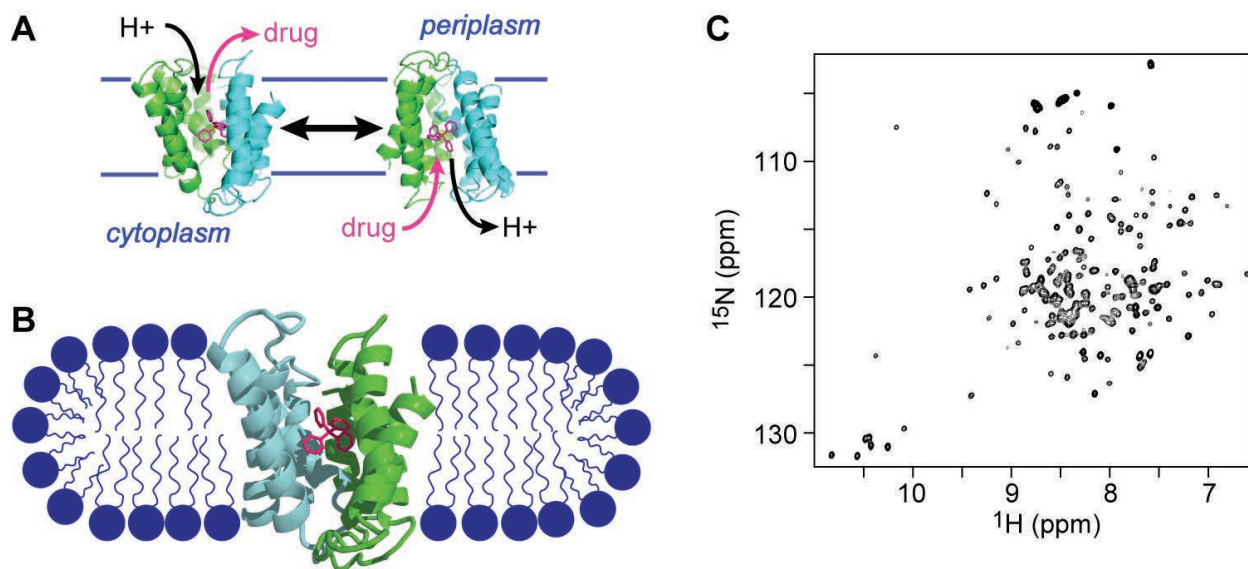 A
H+
drug
periplasm
cytoplasm
drug
H+
B
C
110
120
130
15N (ppm)
10
9
8
7
1H (ppm)